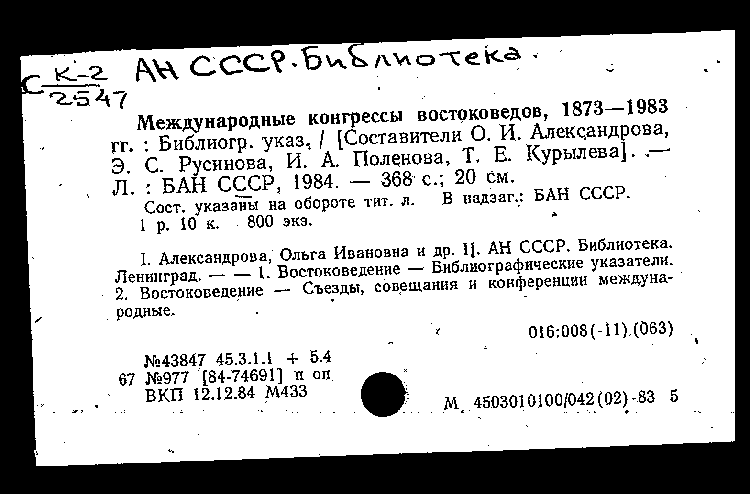 АН СССР. Библиотека.
С К-2
2547
Международные конгрессы востоковедов, 1873—1983
гг. : Библиогр. указ. / [Составители О. И. Александрова,
Э. С. Русинова, И. А. Поленова, Т. Е. Курылева]. —
Л. : БАН СССР, 1984. — 368 с.; 20 см.
Сост. указаны на обороте тит. л. В надзаг.: БАН СССР.
1 р. 10 к. 800 экз.
I. Александрова, Ольга Ивановна и др. II. АН СССР. Библиотека.
Ленинград. — — 1. Востоковедение — Библиографические указатели.
2. Востоковедение — Съезды, совещания и конференции междуна-
родные.
016:008(-11).(063)
№43847 45.3.1.1 + 5.4
67 №977 [84-74691] п оп
ВКП 12.12.84 М433
М 4503010100/042(02)-83 5